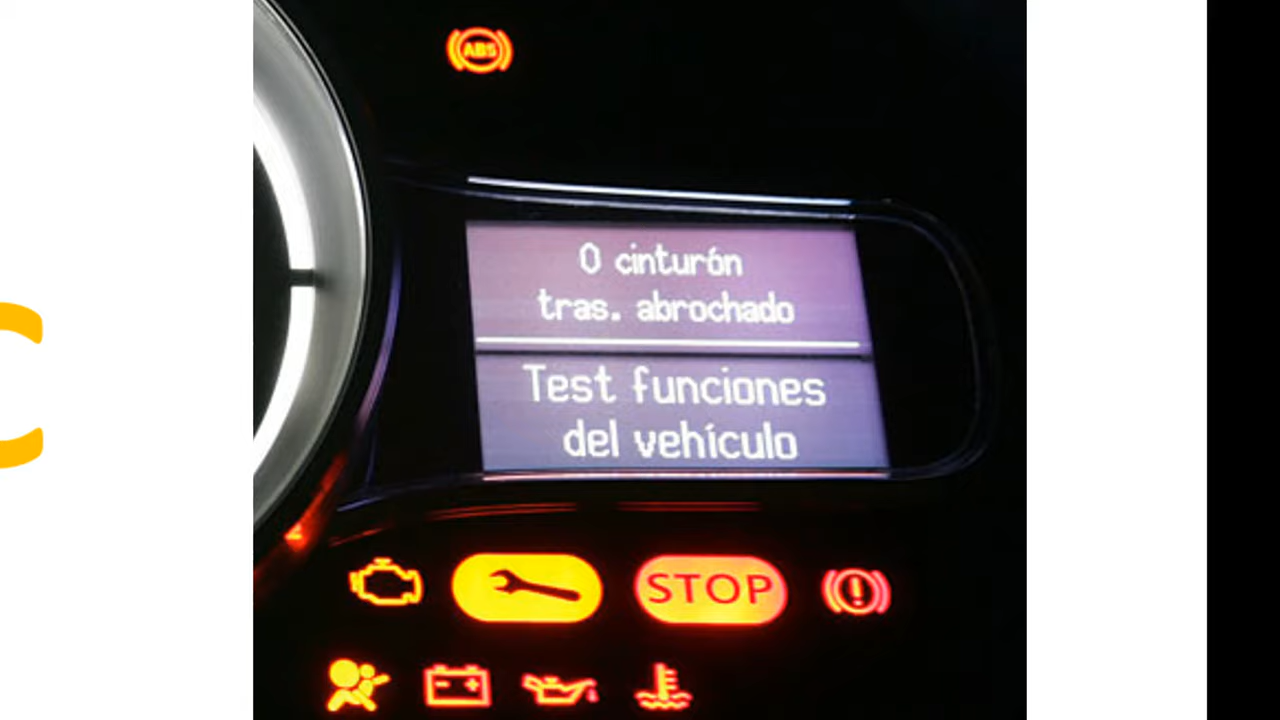 ABS
0 cinturón
tras. abrochado
Test funciones
del vehículo
STOP